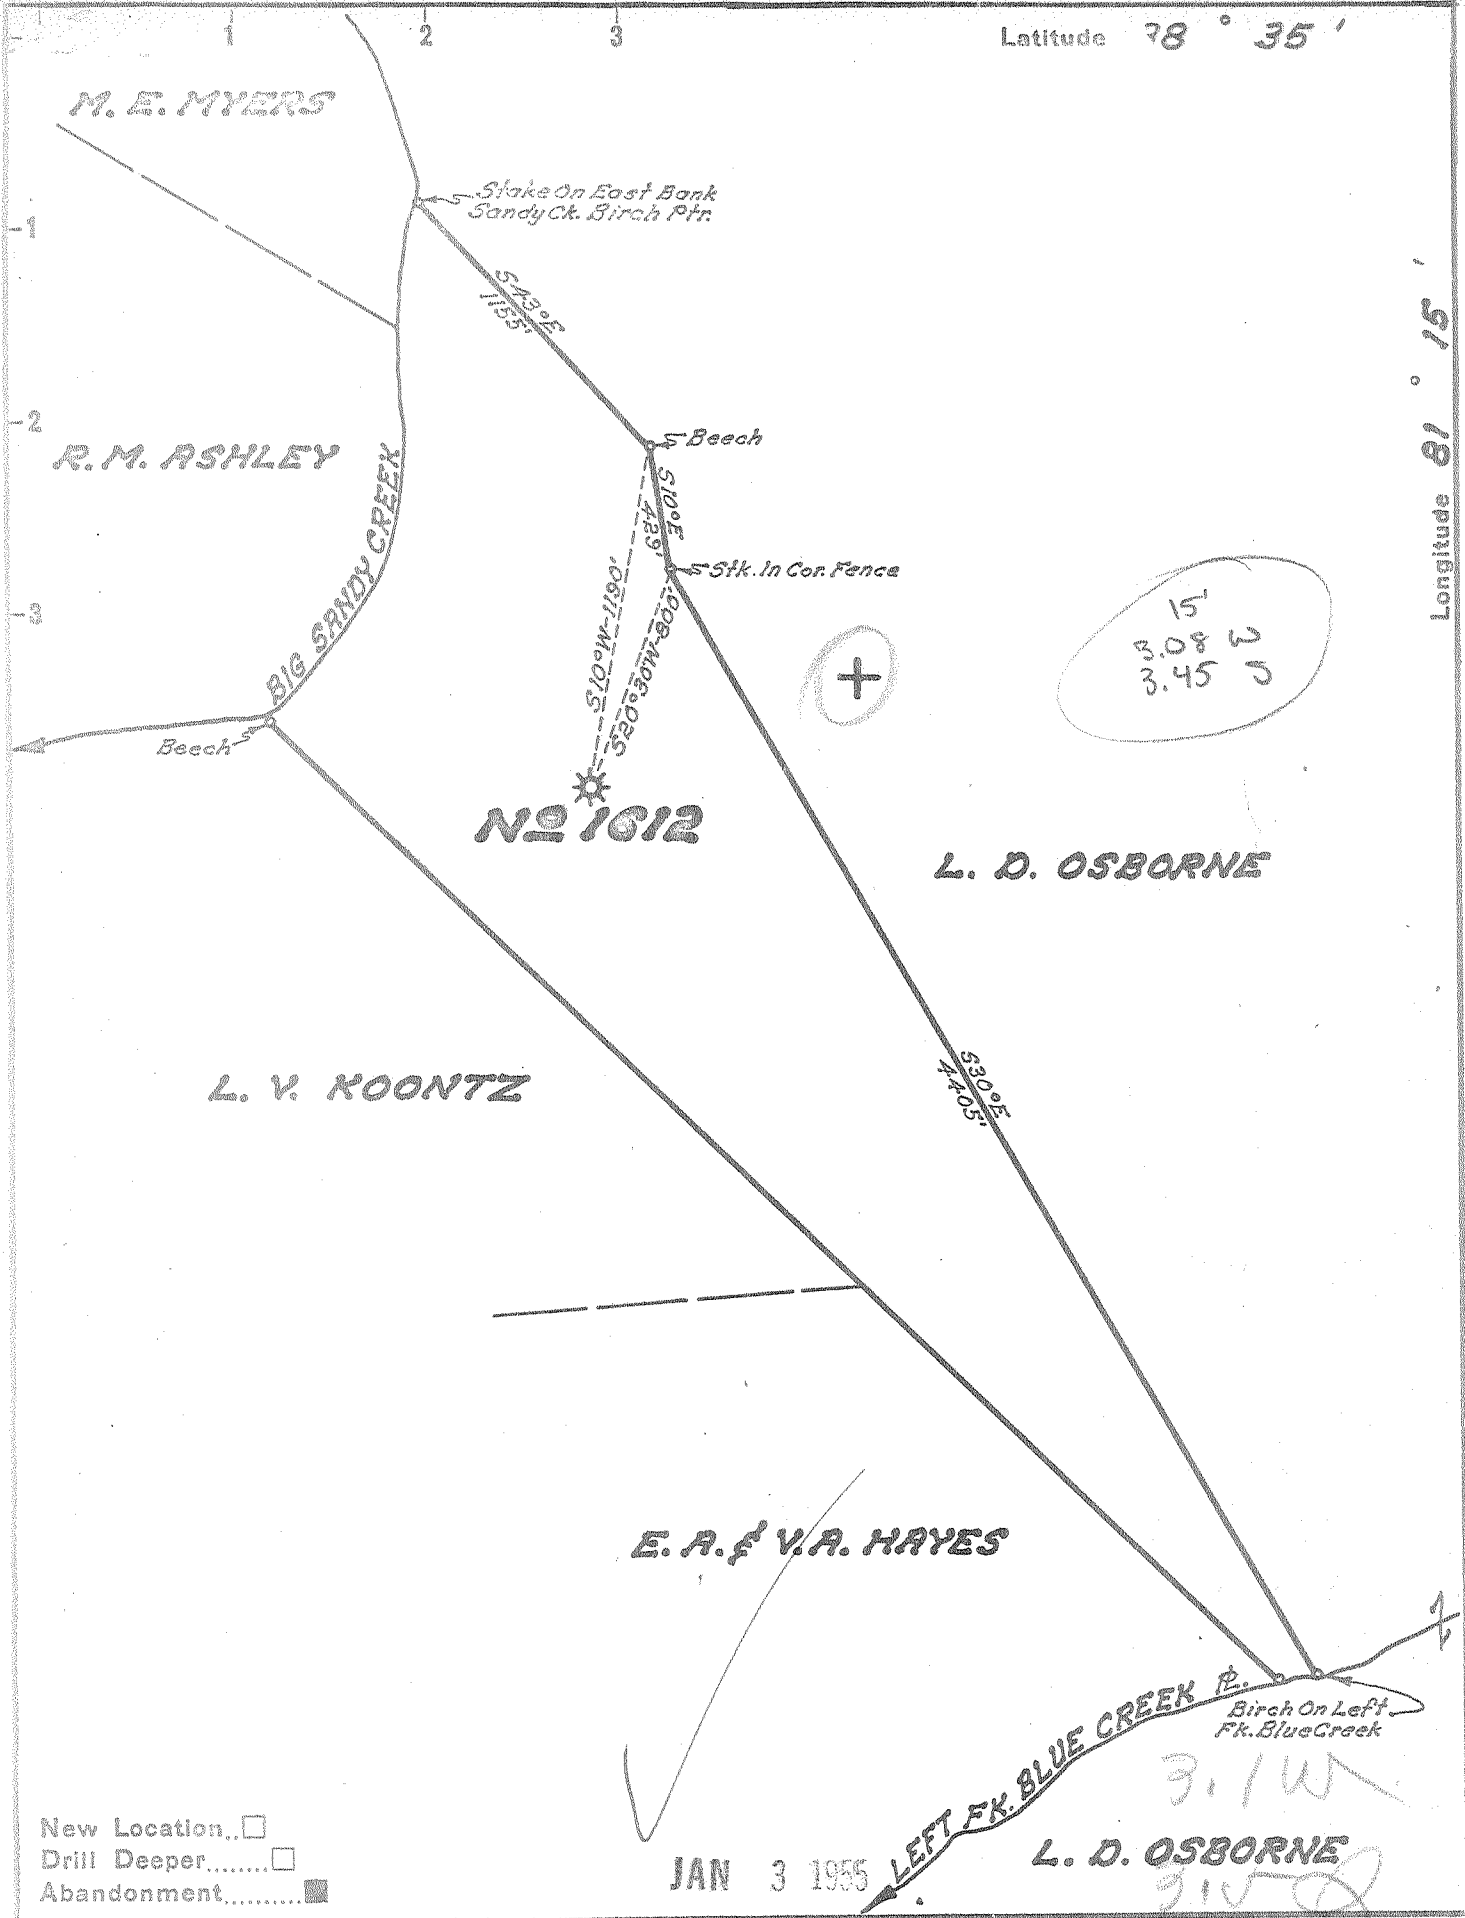 1 2 3 Latitude 38° 35'
M. E. MYERS
Stake On East Bank
Sandy Ck. Birch Ptr.
1
S43°E
1155'
Longitude 81° 15'
2
Beech
R. M. ASHLEY
BIG SANDY CREEK
S10°E
429'
Stk. In Cor. Fence
S10°W-1190'
S20°30'W-800'
3
+
15'
3.08 W
3.45 S
Beech
No 1612
L. D. OSBORNE
S30°E
4405'
L. V. KOONTZ
E. A. & V. A. HAYES
LEFT FK. BLUE CREEK
Birch On Left
Fk. Blue Creek
3.1 W
New Location..
Drill Deeper........
Abandonment..........
JAN 3 1955
L. D. OSBORNE